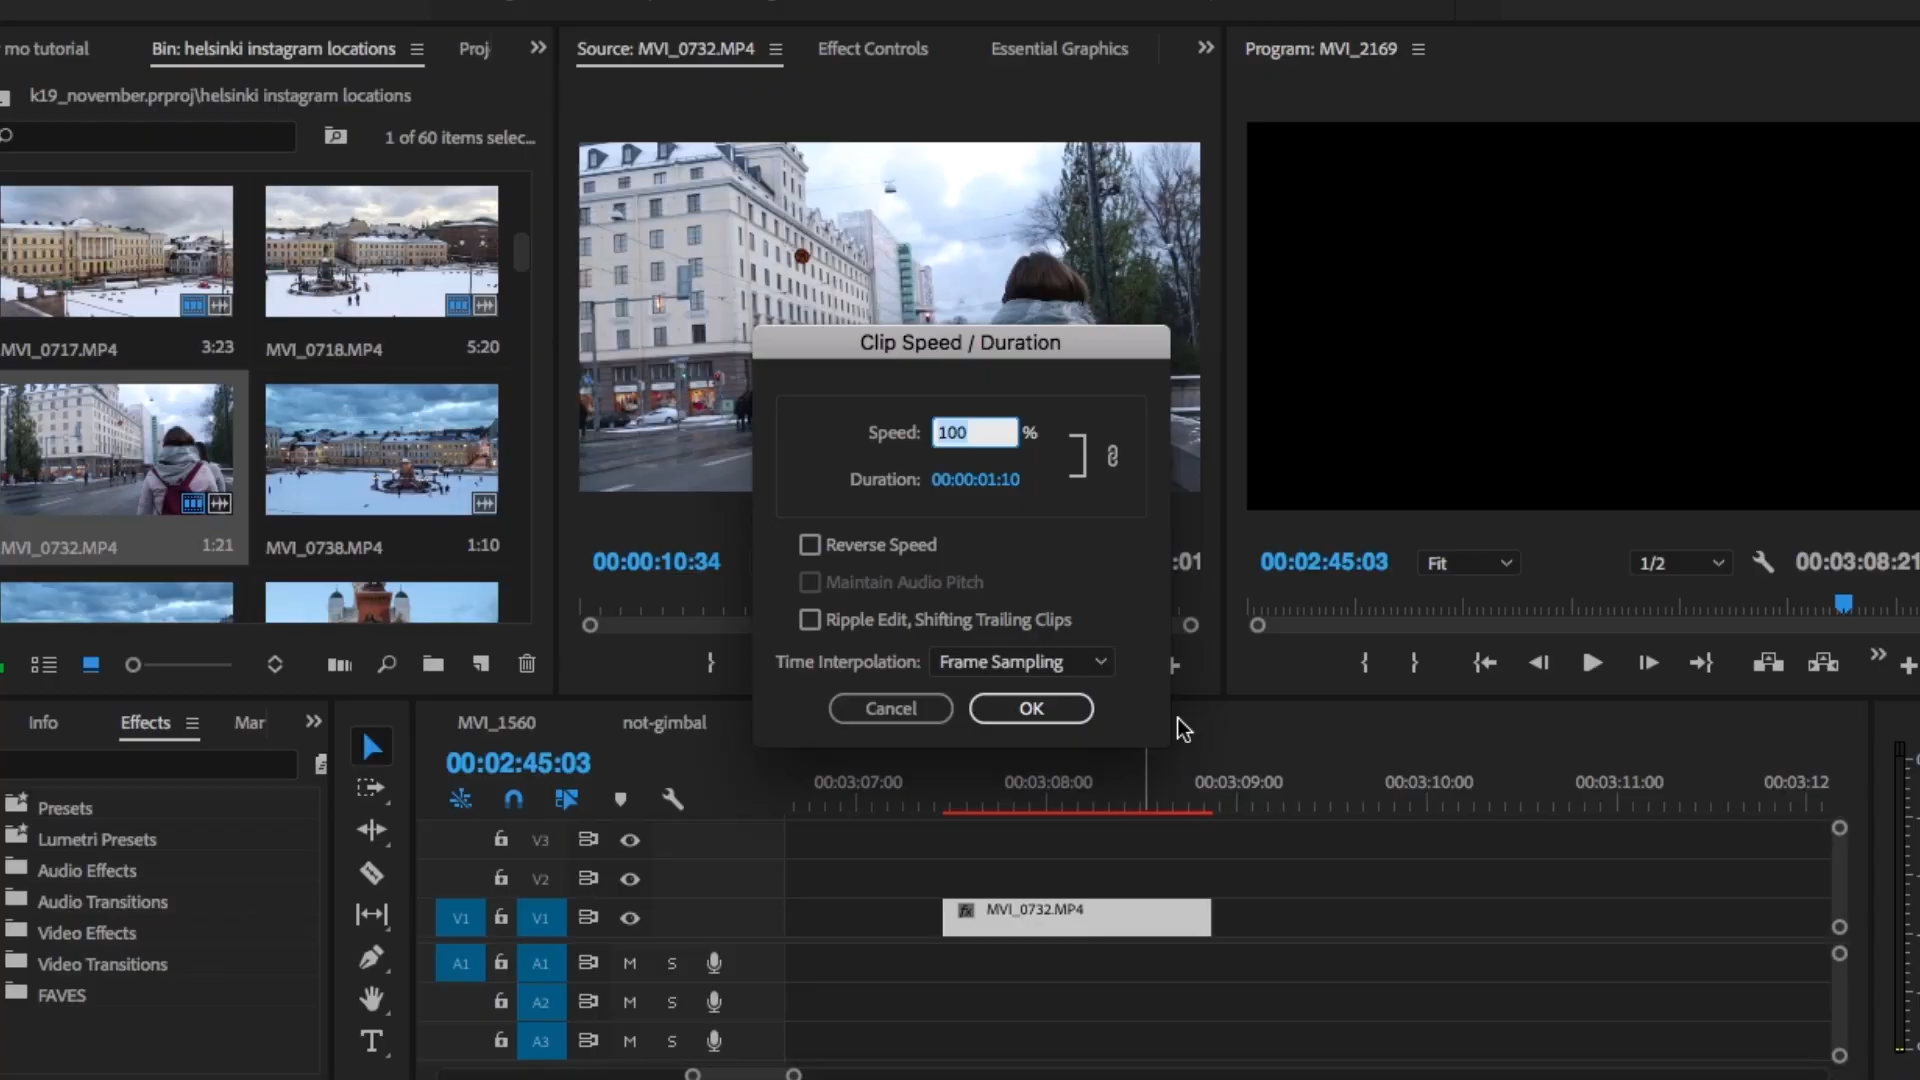 mo tutorial
Bin: helsinki instagram locations
Proj
Source: MVI_0732.MP4
Effect Controls
Essential Graphics
Program: MVI_2169
k19_november.prproj\helsinki instagram locations
1 of 60 items selec...
MVI_0717.MP4
3:23
MVI_0718.MP4
5:20
MVI_0732.MP4
1:21
MVI_0738.MP4
1:10
Clip Speed / Duration
Speed: 100 %
Duration: 00:00:01:10
Reverse Speed
Maintain Audio Pitch
Ripple Edit, Shifting Trailing Clips
Time Interpolation: Frame Sampling
Cancel
OK
00:00:10:34
:01
00:02:45:03
Fit
1/2
00:03:08:21
Info
Effects
Mar
MVI_1560
not-gimbal
00:02:45:03
00:03:07:00
00:03:08:00
00:03:09:00
00:03:10:00
00:03:11:00
00:03:12
Presets
Lumetri Presets
Audio Effects
Audio Transitions
Video Effects
Video Transitions
FAVES
V3
V2
V1 V1
fx MVI_0732.MP4
A1 A1 M S
A2 M S
A3 M S